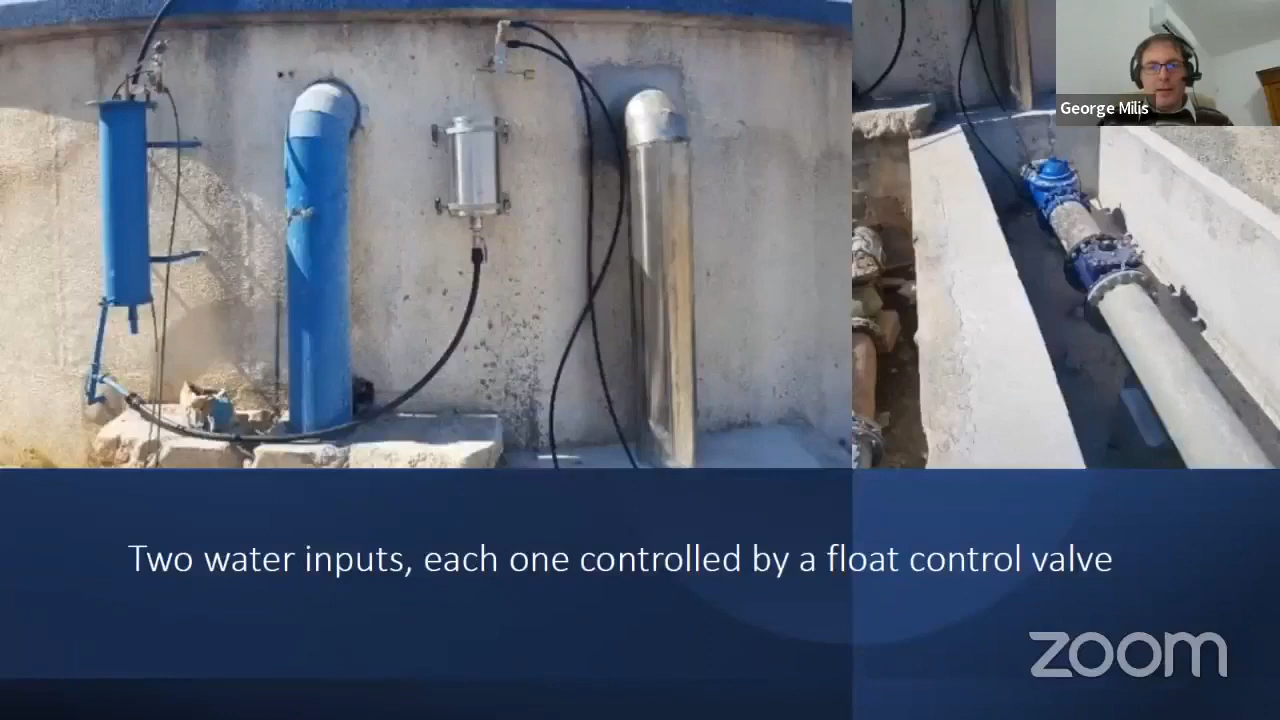 George Milis
Two water inputs, each one controlled by a float control valve
zoom